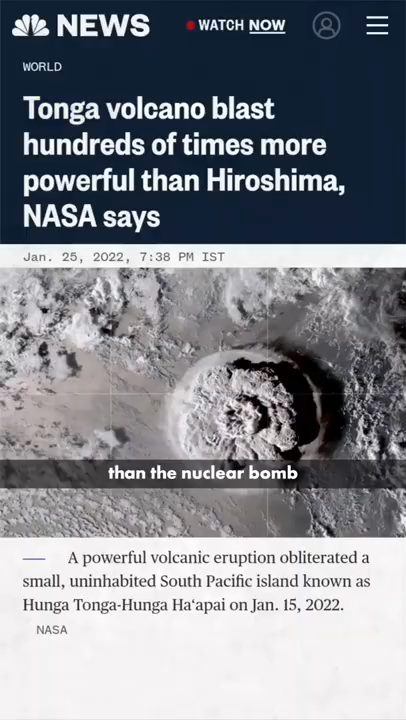 NEWS
WATCH NOW
WORLD
Tonga volcano blast
hundreds of times more
powerful than Hiroshima,
NASA says
Jan. 25, 2022, 7:38 PM IST
than the nuclear bomb
— A powerful volcanic eruption obliterated a
small, uninhabited South Pacific island known as
Hunga Tonga-Hunga Haʻapai on Jan. 15, 2022.
NASA